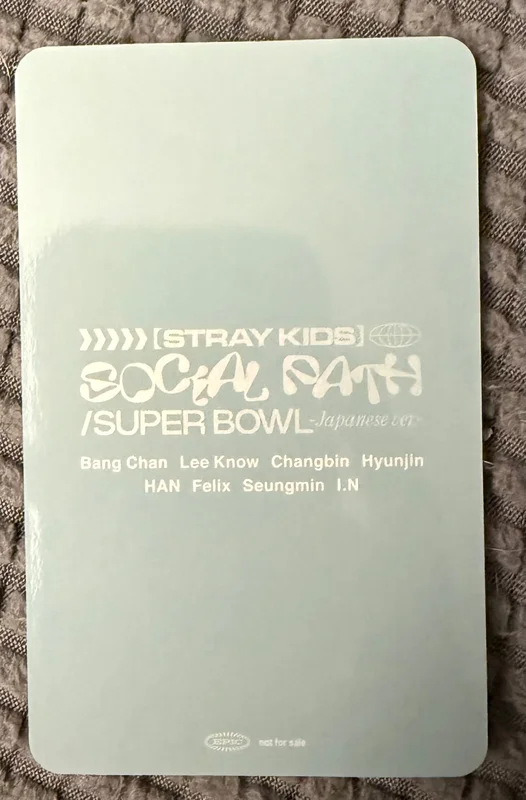 ❯❯❯❯❯[STRAY KIDS]
SOCIAL PATH
/SUPER BOWL-Japanese ver.-
Bang Chan Lee Know Changbin Hyunjin
HAN Felix Seungmin I.N
EPIC not for sale